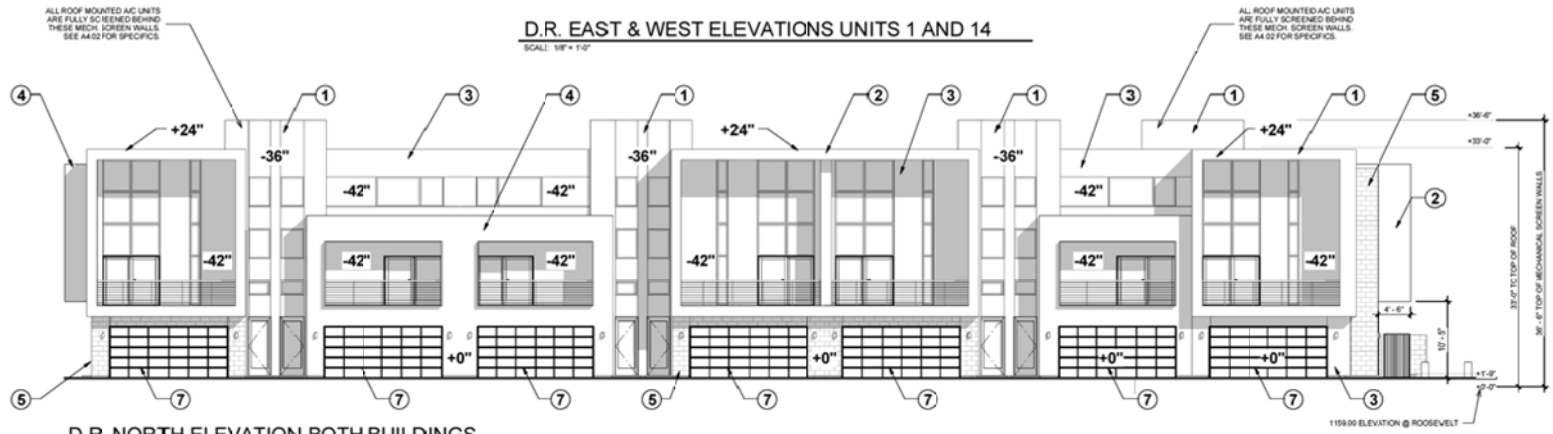 ALL ROOF MOUNTED A/C UNITS
ARE FULLY SCREENED BEHIND
THESE MECH. SCREEN WALLS.
SEE A4.02 FOR SPECIFICS.
D.R. EAST & WEST ELEVATIONS UNITS 1 AND 14
SCALE: 1/8" = 1'-0"
ALL ROOF MOUNTED A/C UNITS
ARE FULLY SCREENED BEHIND
THESE MECH. SCREEN WALLS.
SEE A4.02 FOR SPECIFICS.
4 1 3 4 1 2 3 1 3 1 1 5
+36'-6"
+24" +24" +24"
+33'-0"
-36" -36" -36"
-42" -42" -42"
2
-42" -42" -42" -42" -42" -42"
33'-0" TO TOP OF ROOF
36'-6" TOP OF MECHANICAL SCREEN WALLS
4'-6"
10'-5"
+0" +0" +0" +0"
+1'-9"
+0'-0"
5 7 7 7 5 7 7 7 7 3
1159.00 ELEVATION @ ROOSEVELT
D.R. NORTH ELEVATION BOTH BUILDINGS